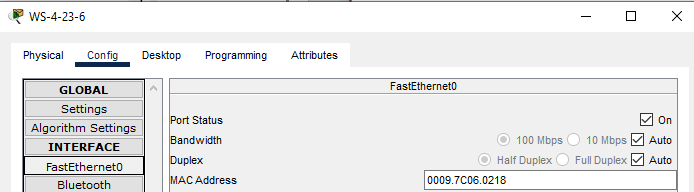 WS-4-23-6
Physical Config Desktop Programming Attributes
GLOBAL
Settings
Algorithm Settings
INTERFACE
FastEthernet0
Bluetooth
FastEthernet0
Port Status On
Bandwidth 100 Mbps 10 Mbps Auto
Duplex Half Duplex Full Duplex Auto
MAC Address 0009.7C06.0218